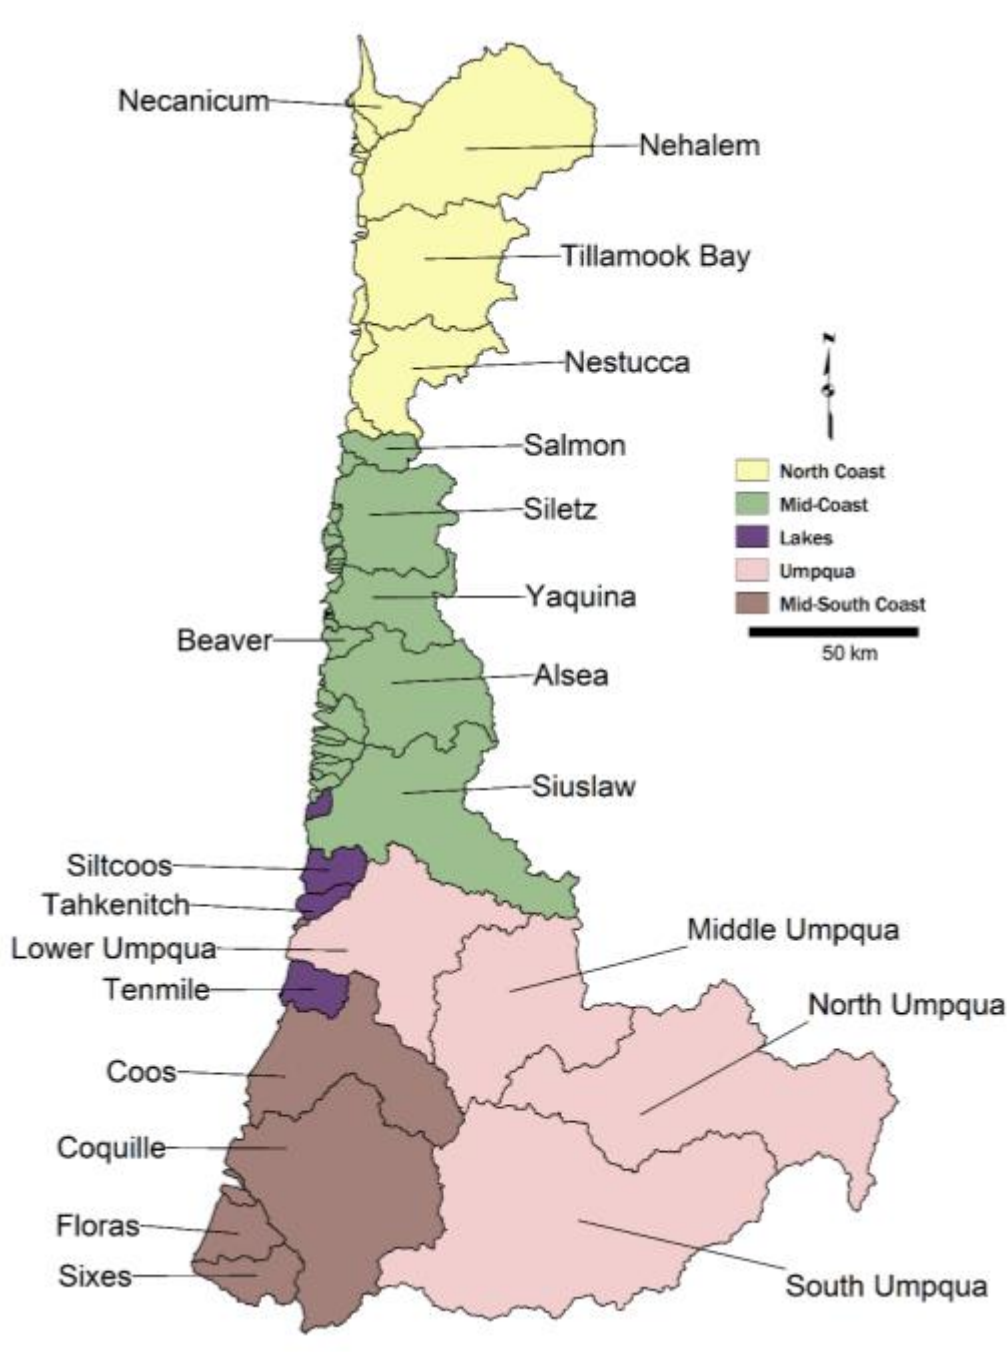 Necanicum
Nehalem
Tillamook Bay
Nestucca
Salmon
Siletz
Yaquina
Beaver
Alsea
Siuslaw
Siltcoos
Tahkenitch
Lower Umpqua
Tenmile
Middle Umpqua
North Umpqua
Coos
Coquille
Floras
Sixes
South Umpqua
N
North Coast
Mid-Coast
Lakes
Umpqua
Mid-South Coast
50 km